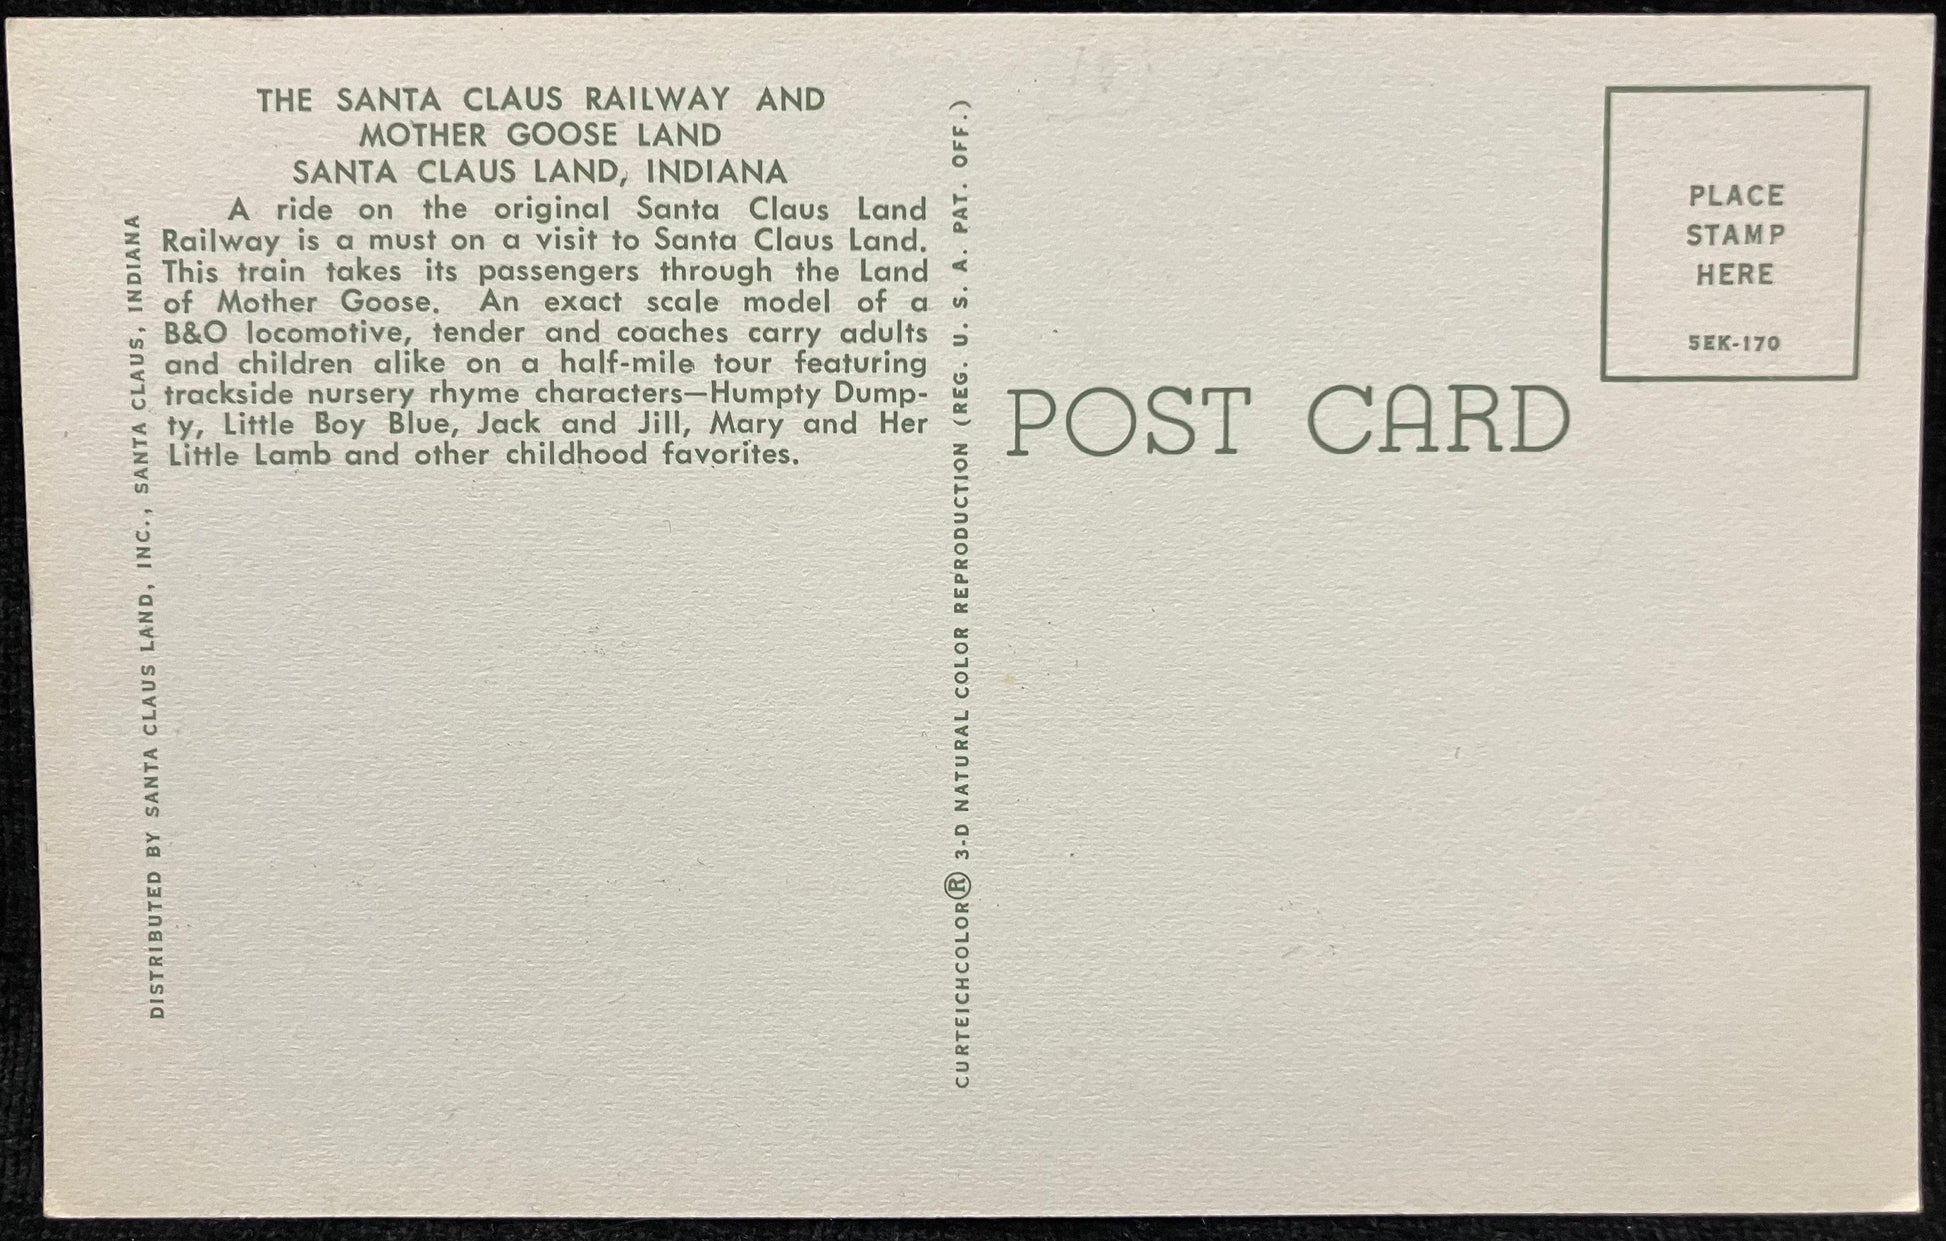 THE SANTA CLAUS RAILWAY AND
MOTHER GOOSE LAND
SANTA CLAUS LAND, INDIANA
A ride on the original Santa Claus Land
Railway is a must on a visit to Santa Claus Land.
This train takes its passengers through the Land
of Mother Goose. An exact scale model of a
B&O locomotive, tender and coaches carry adults
and children alike on a half-mile tour featuring
trackside nursery rhyme characters—Humpty Dump-
ty, Little Boy Blue, Jack and Jill, Mary and Her
Little Lamb and other childhood favorites.
DISTRIBUTED BY SANTA CLAUS LAND, INC., SANTA CLAUS, INDIANA
CURTEICHCOLOR® 3-D NATURAL COLOR REPRODUCTION (REG. U. S. A. PAT. OFF.)
POST CARD
PLACE
STAMP
HERE
5EK-170